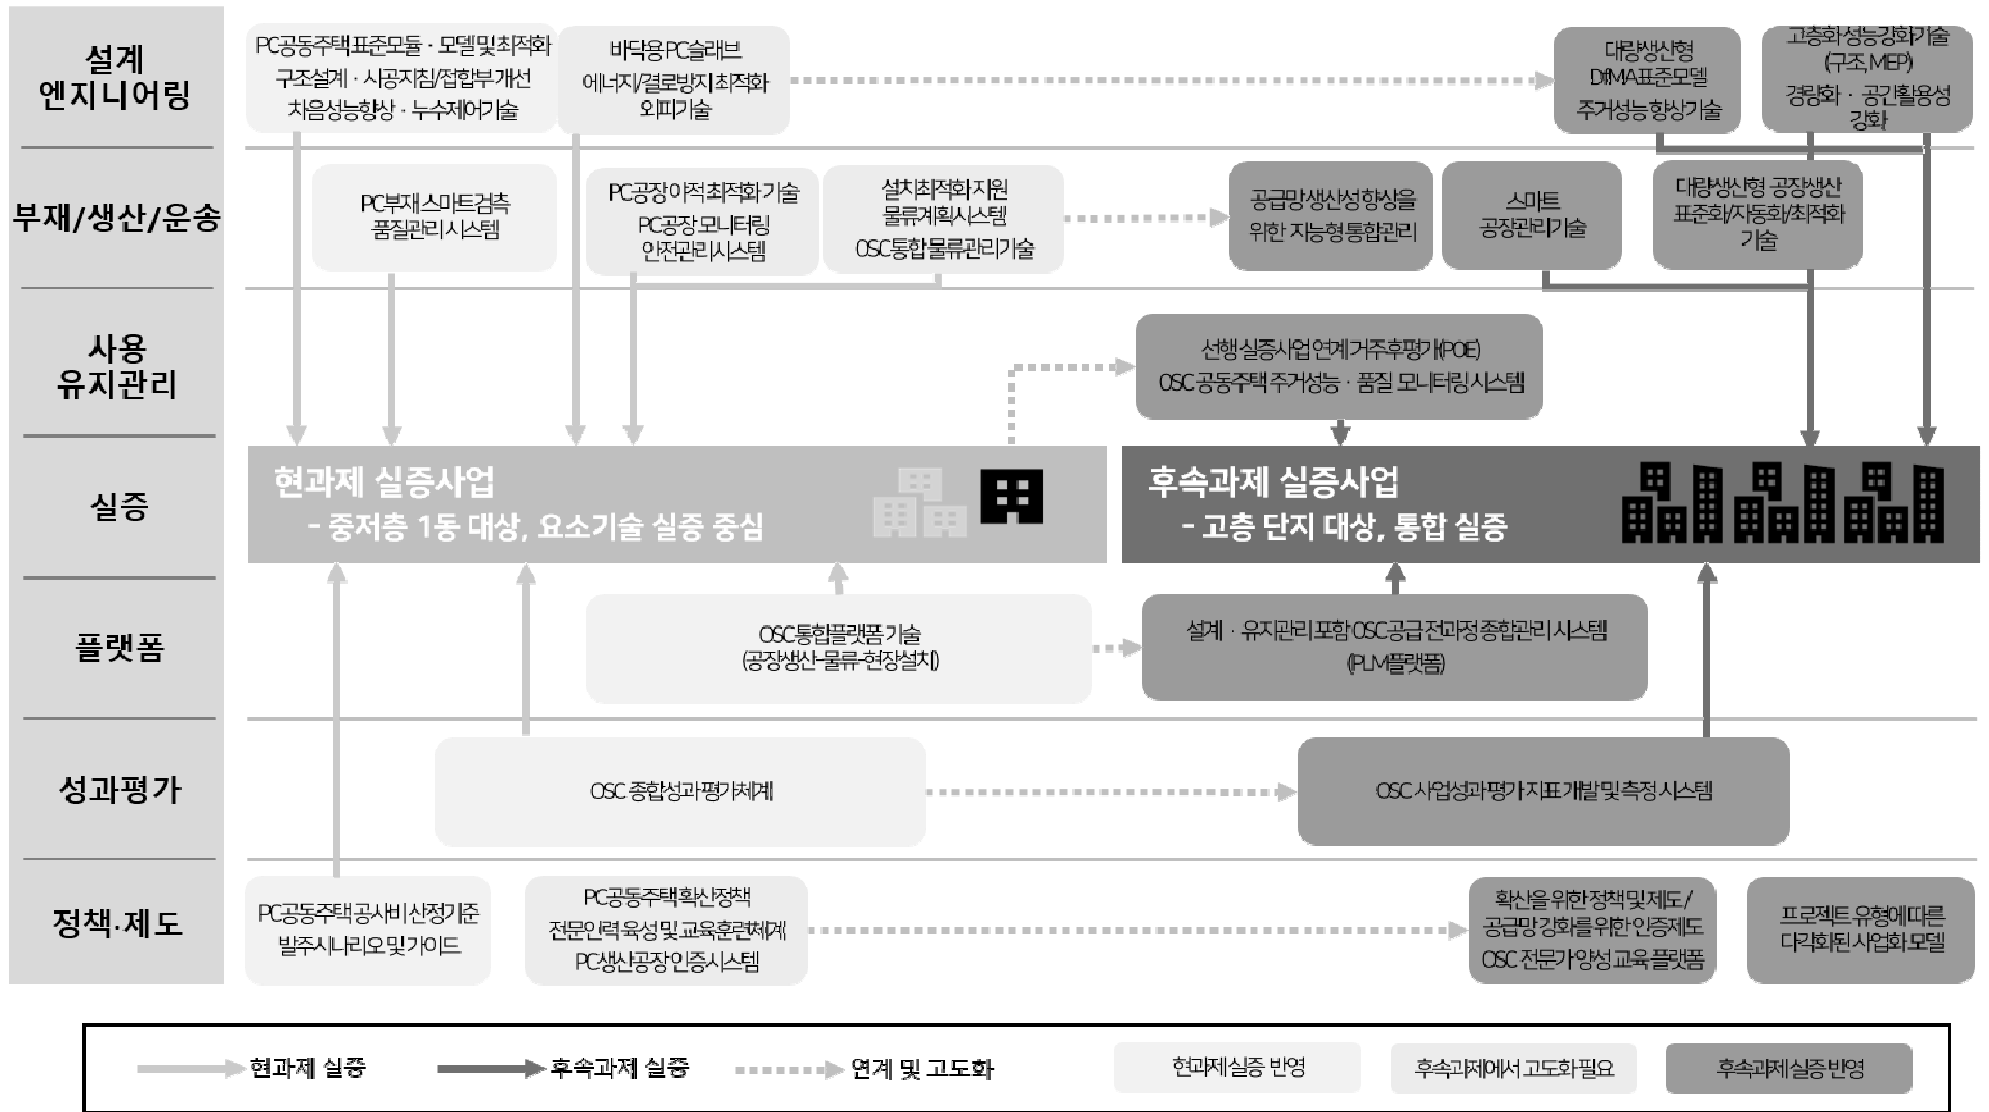 설계
엔지니어링
PC공동주택 표준모듈 · 모델 및 최적화
구조설계 · 시공지침/접합부 개선
차음성능향상 · 누수제어기술
바닥용 PC슬래브
에너지/결로방지 최적화
외피기술
대량생산형
DfMA표준모델
주거성능 향상기술
고층화 성능강화기술
(구조, MEP)
경량화 · 공간활용성
강화
부재/생산/운송
PC부재 스마트검측
품질관리 시스템
PC공장 야적 최적화 기술
PC공장 모니터링
안전관리시스템
설치최적화 지원
물류계획시스템
OSC통합 물류관리기술
공급망 생산성 향상을
위한 지능형 통합관리
스마트
공장관리기술
대량생산형 공장생산
표준화/자동화/최적화
기술
사용
유지관리
선행 실증사업 연계 거주후평가(POE)
OSC 공동주택 주거성능 · 품질 모니터링 시스템
실증
현과제 실증사업
- 중저층 1동 대상, 요소기술 실증 중심
후속과제 실증사업
- 고층 단지 대상, 통합 실증
플랫폼
OSC통합플랫폼 기술
(공장생산-물류-현장설치)
설계 · 유지관리 포함 OSC공급 전과정 종합관리 시스템
(PLM플랫폼)
성과평가
OSC 종합성과 평가체계
OSC 사업성과 평가 지표 개발 및 측정 시스템
정책·제도
PC공동주택 공사비 산정기준
발주시나리오 및 가이드
PC공동주택 확산정책
전문인력 육성 및 교육훈련체계
PC생산공장 인증시스템
확산을 위한 정책 및 제도 /
공급망 강화를 위한 인증제도
OSC 전문가 양성 교육 플랫폼
프로젝트 유형에 따른
다각화된 사업화 모델
현과제 실증
후속과제 실증
연계 및 고도화
현과제 실증 반영
후속과제에서 고도화 필요
후속과제 실증 반영